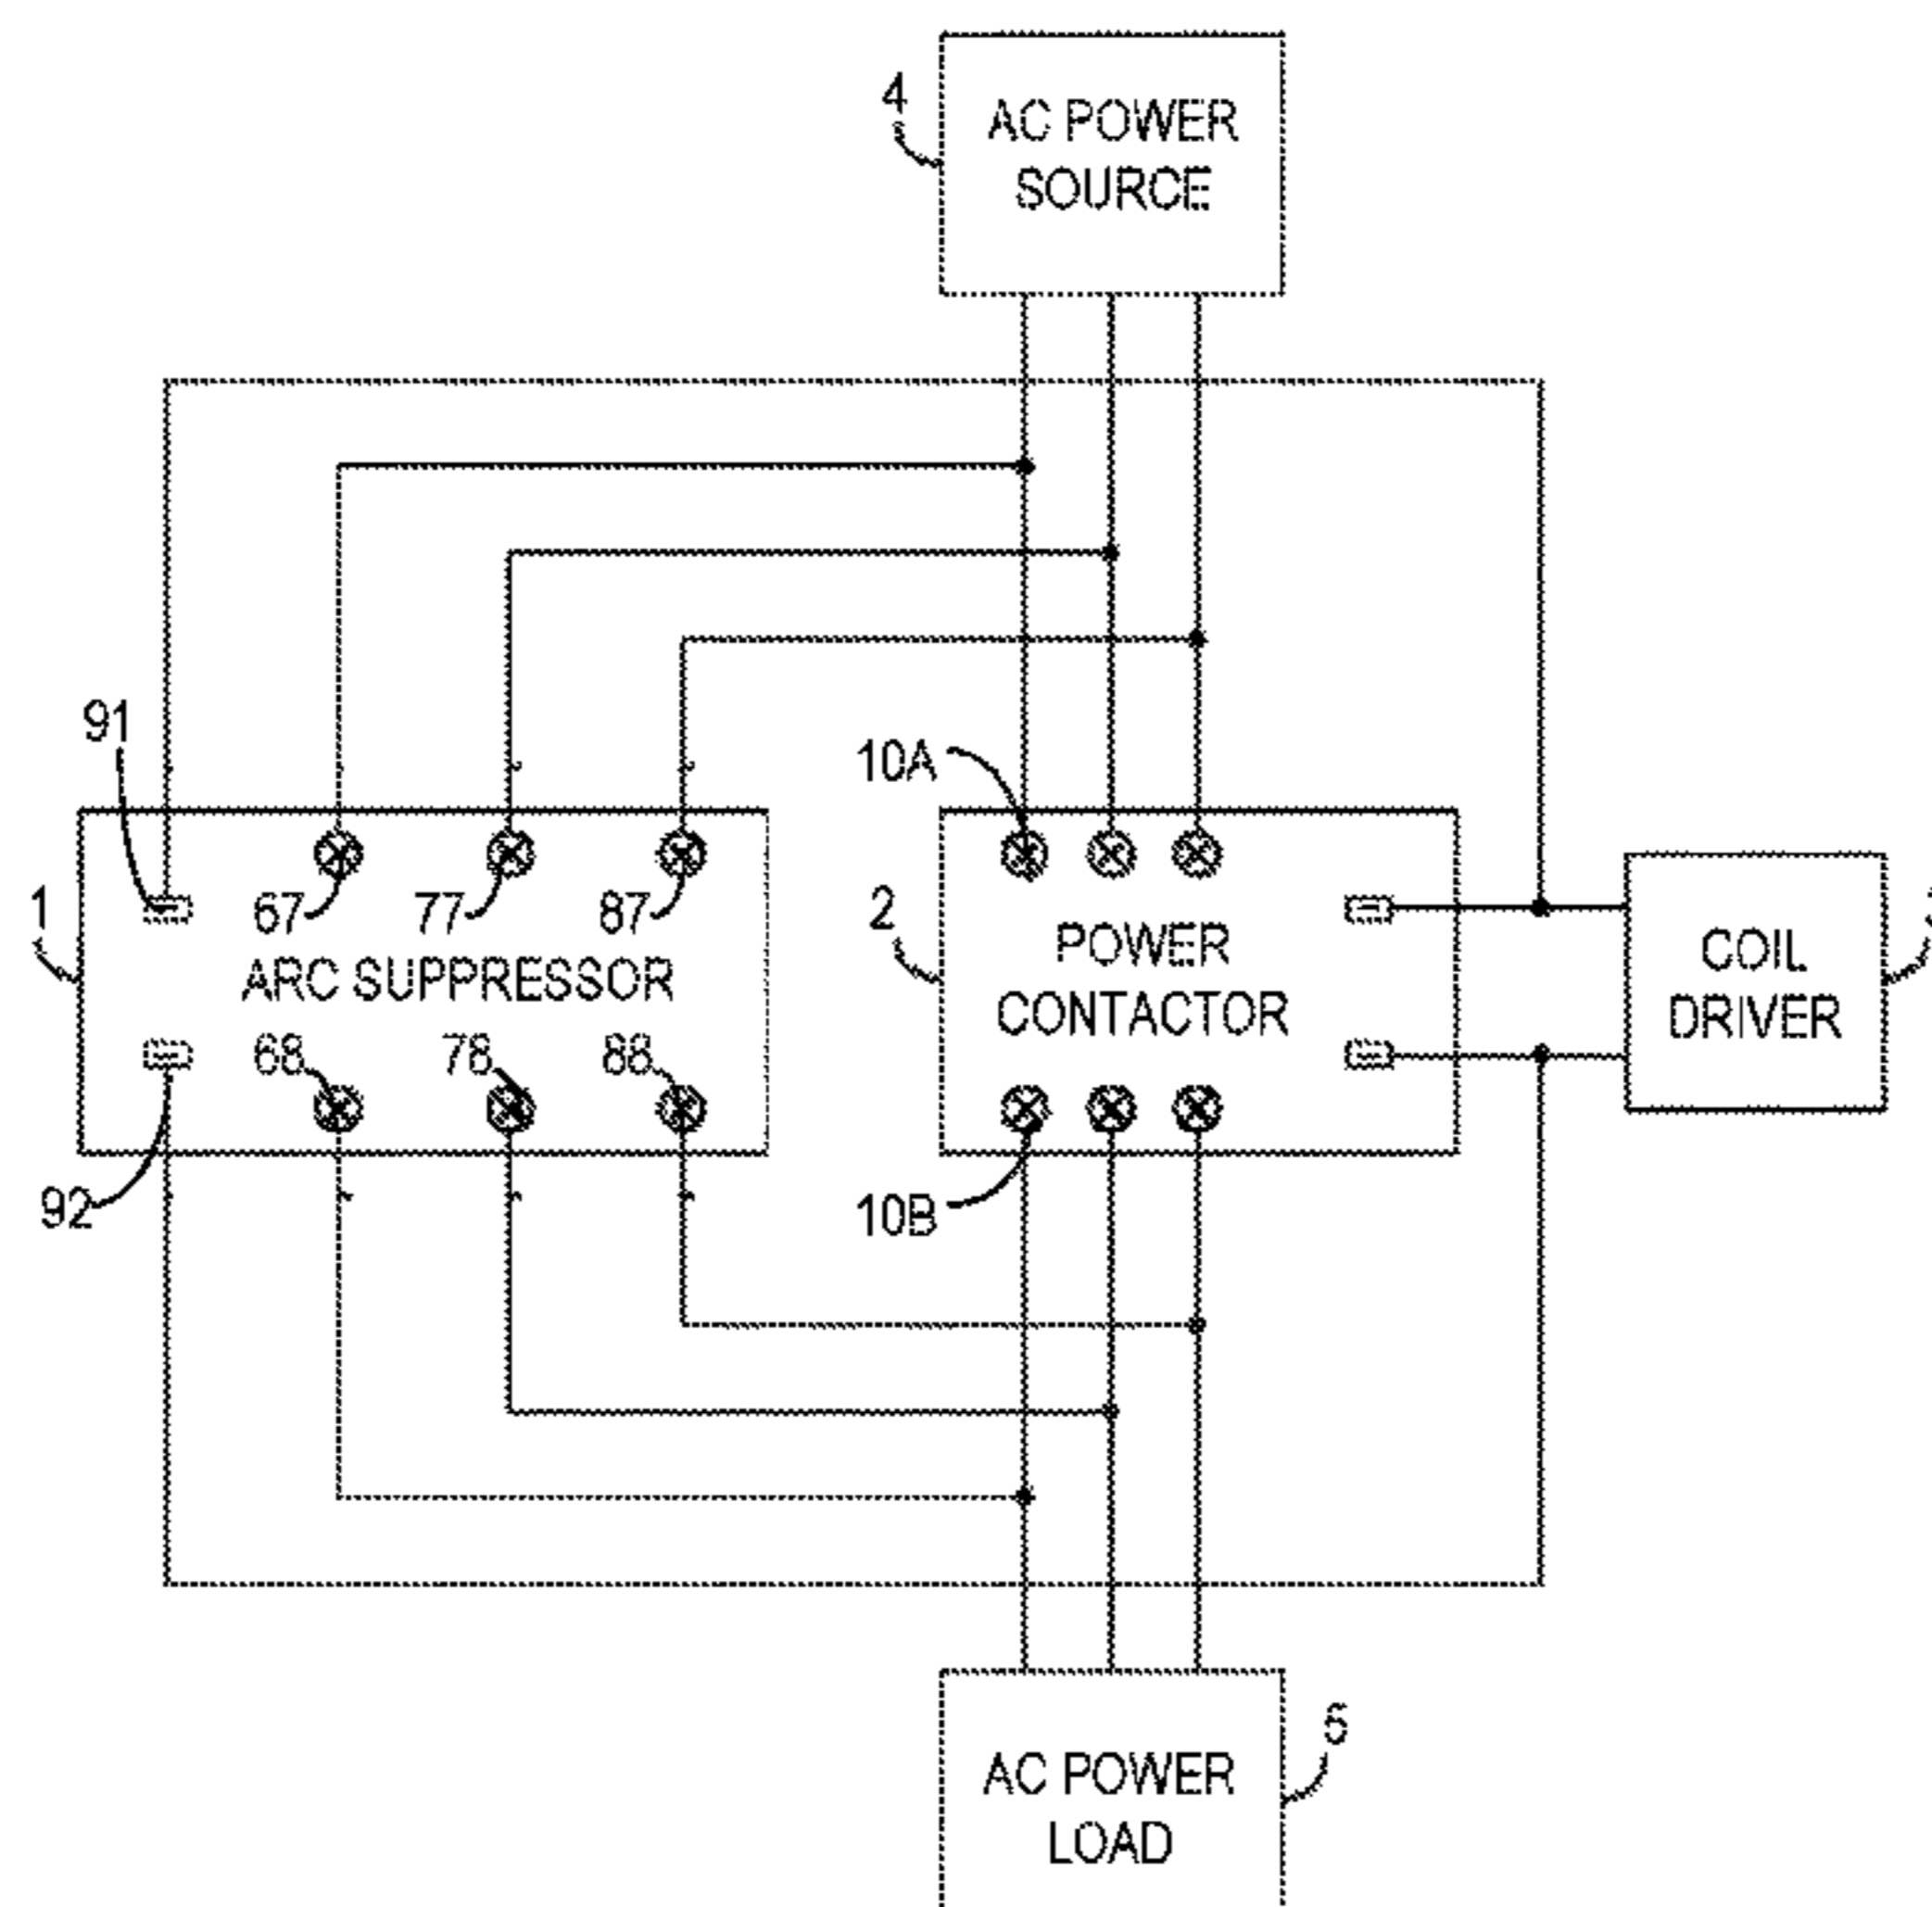 4
AC POWER
SOURCE
91
10A
67
77
87
1
ARC SUPPRESSOR
2
POWER
CONTACTOR
COIL
DRIVER
68
78
88
92
10B
5
AC POWER
LOAD